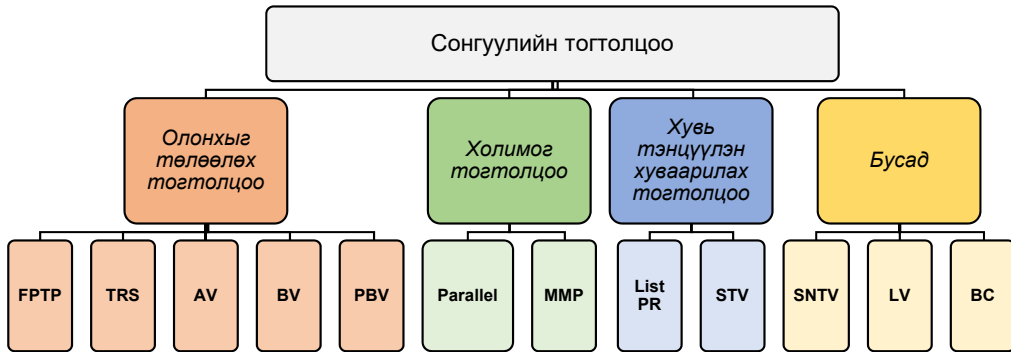 Сонгуулийн тогтолцоо
Олонхыг
төлөөлөх
тогтолцоо
Холимог
тогтолцоо
Хувь
тэнцүүлэн
хуваарилах
тогтолцоо
Бусад
FPTP
TRS
AV
BV
PBV
Parallel
MMP
List
PR
STV
SNTV
LV
BC